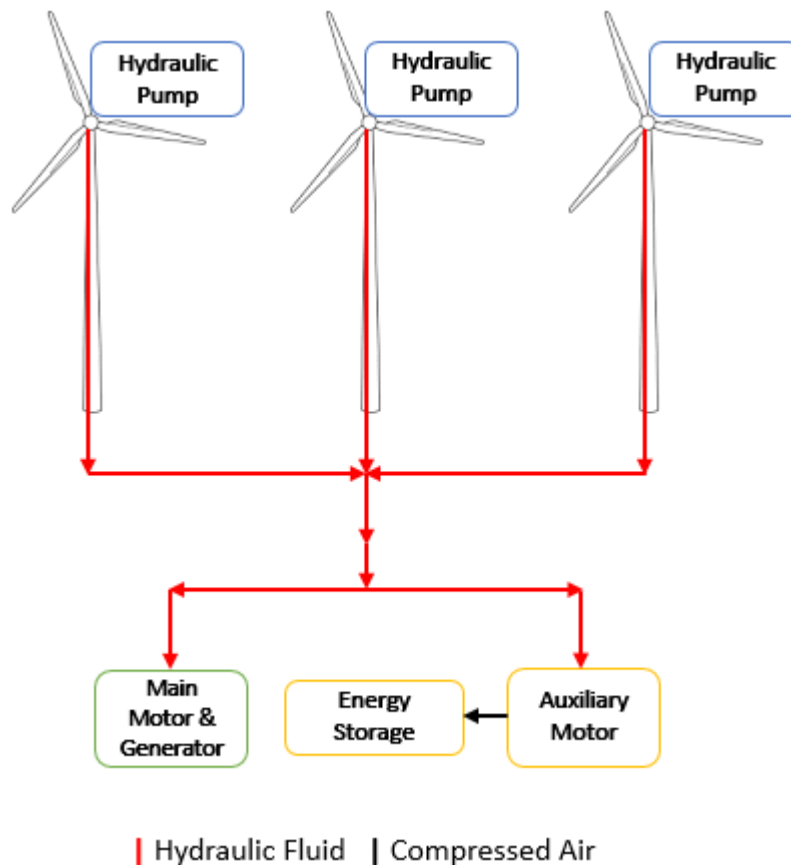 Hydraulic
Pump
Hydraulic
Pump
Hydraulic
Pump
Main
Motor &
Generator
Energy
Storage
Auxiliary
Motor
Hydraulic Fluid
Compressed Air